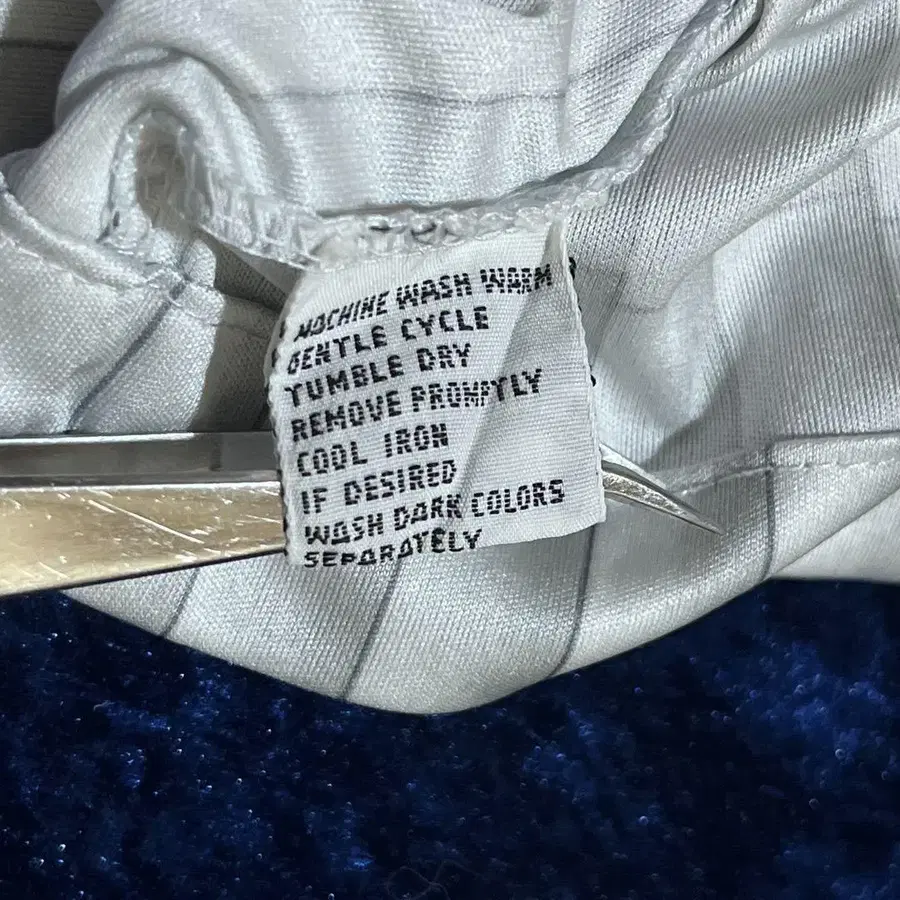 MACHINE WASH WARM
GENTLE CYCLE
TUMBLE DRY
REMOVE PROMPTLY
COOL IRON
IF DESIRED
WASH DARK COLORS
SEPARATELY